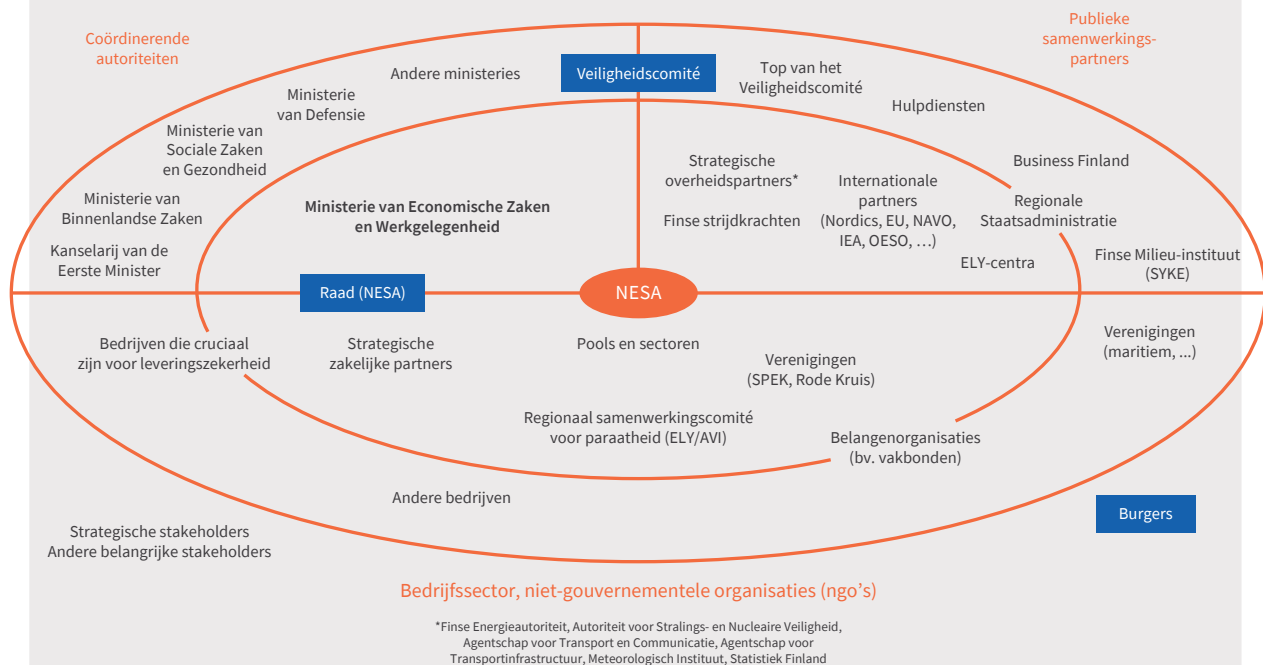 Coördinerende
autoriteiten
Publieke
samenwerkings-
partners
Andere ministeries
Veiligheidscomité
Top van het
Veiligheidscomité
Ministerie
van Defensie
Hulpdiensten
Ministerie van
Sociale Zaken
en Gezondheid
Strategische
overheidspartners*
Business Finland
Internationale
partners
(Nordics, EU, NAVO,
IEA, OESO, …)
Ministerie van
Binnenlandse Zaken
Ministerie van Economische Zaken
en Werkgelegenheid
Finse strijdkrachten
Regionale
Staatsadministratie
Kanselarij van de
Eerste Minister
ELY-centra
Finse Milieu-instituut
(SYKE)
Raad (NESA)
NESA
Bedrijven die cruciaal
zijn voor leveringszekerheid
Strategische
zakelijke partners
Pools en sectoren
Verenigingen
(SPEK, Rode Kruis)
Verenigingen
(maritiem, ...)
Regionaal samenwerkingscomité
voor paraatheid (ELY/AVI)
Belangenorganisaties
(bv. vakbonden)
Andere bedrijven
Burgers
Strategische stakeholders
Andere belangrijke stakeholders
Bedrijfssector, niet-gouvernementele organisaties (ngo’s)
*Finse Energieautoriteit, Autoriteit voor Stralings- en Nucleaire Veiligheid,
Agentschap voor Transport en Communicatie, Agentschap voor
Transportinfrastructuur, Meteorologisch Instituut, Statistiek Finland